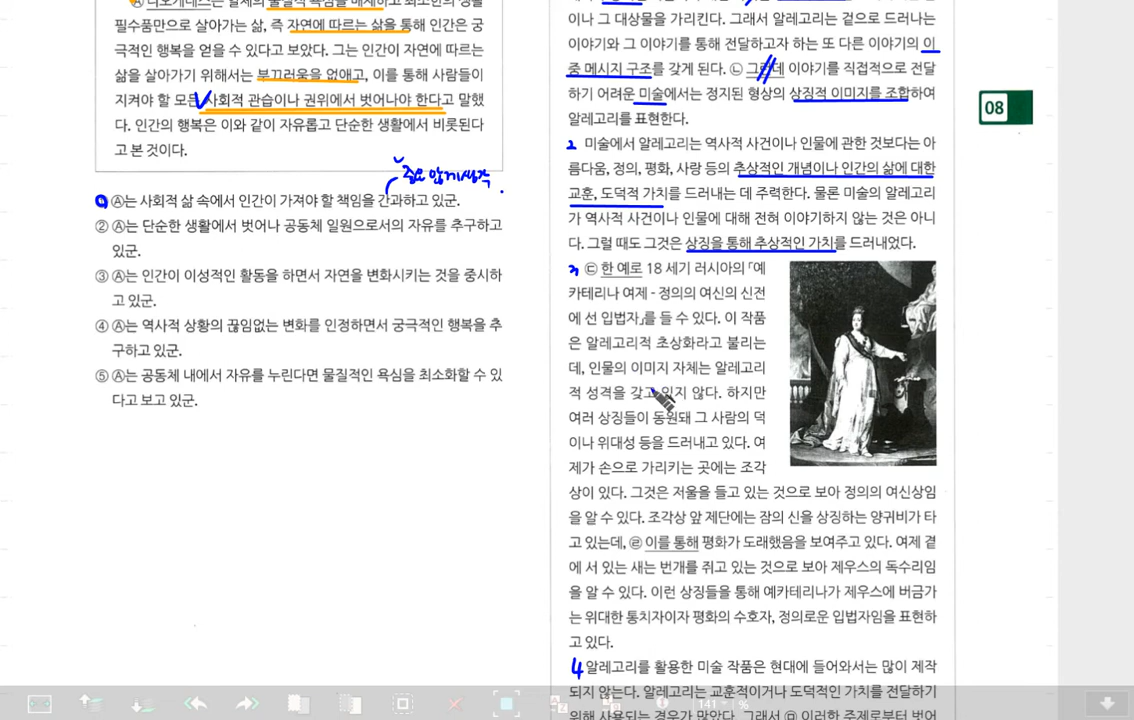 Ⓐ 디오게네스는 일체의 물질적 욕심을 배제하고 최소한의 생활
필수품만으로 살아가는 삶, 즉 자연에 따르는 삶을 통해 인간은 궁
극적인 행복을 얻을 수 있다고 보았다. 그는 인간이 자연에 따르는
삶을 살아가기 위해서는 부끄러움을 없애고, 이를 통해 사람들이
지켜야 할 모든 사회적 관습이나 권위에서 벗어나야 한다고 말했
다. 인간의 행복은 이와 같이 자유롭고 단순한 생활에서 비롯된다
고 본 것이다.
중요 않게 생각
① Ⓐ는 사회적 삶 속에서 인간이 가져야 할 책임을 간과하고 있군.
② Ⓐ는 단순한 생활에서 벗어나 공동체 일원으로서의 자유를 추구하고
있군.
③ Ⓐ는 인간이 이성적인 활동을 하면서 자연을 변화시키는 것을 중시하
고 있군.
④ Ⓐ는 역사적 상황의 끊임없는 변화를 인정하면서 궁극적인 행복을 추
구하고 있군.
⑤ Ⓐ는 공동체 내에서 자유를 누린다면 물질적인 욕심을 최소화할 수 있
다고 보고 있군.
이나 그 대상물을 가리킨다. 그래서 알레고리는 겉으로 드러나는
이야기와 그 이야기를 통해 전달하고자 하는 또 다른 이야기의 이
중 메시지 구조를 갖게 된다. ㉡ 그런데 이야기를 직접적으로 전달
하기 어려운 미술에서는 정지된 형상의 상징적 이미지를 조합하여
알레고리를 표현한다.
2 미술에서 알레고리는 역사적 사건이나 인물에 관한 것보다는 아
름다움, 정의, 평화, 사랑 등의 추상적인 개념이나 인간의 삶에 대한
교훈, 도덕적 가치를 드러내는 데 주력한다. 물론 미술의 알레고리
가 역사적 사건이나 인물에 대해 전혀 이야기하지 않는 것은 아니
다. 그럴 때도 그것은 상징을 통해 추상적인 가치를 드러내었다.
3 ㉢ 한 예로 18 세기 러시아의 「예
카테리나 여제 - 정의의 여신의 신전
에 선 입법자」를 들 수 있다. 이 작품
은 알레고리적 초상화라고 불리는
데, 인물의 이미지 자체는 알레고리
적 성격을 갖고 있지 않다. 하지만
여러 상징들이 동원돼 그 사람의 덕
이나 위대성 등을 드러내고 있다. 여
제가 손으로 가리키는 곳에는 조각
상이 있다. 그것은 저울을 들고 있는 것으로 보아 정의의 여신상임
을 알 수 있다. 조각상 앞 제단에는 잠의 신을 상징하는 양귀비가 타
고 있는데, ㉣ 이를 통해 평화가 도래했음을 보여주고 있다. 여제 곁
에 서 있는 새는 번개를 쥐고 있는 것으로 보아 제우스의 독수리임
을 알 수 있다. 이런 상징들을 통해 예카테리나가 제우스에 버금가
는 위대한 통치자이자 평화의 수호자, 정의로운 입법자임을 표현하
고 있다.
4 알레고리를 활용한 미술 작품은 현대에 들어와서는 많이 제작
되지 않는다. 알레고리는 교훈적이거나 도덕적인 가치를 전달하기
위해 사용되는 경우가 많았다. 그래서 ㉤ 이러한 주제로부터 벗어
08
141 %